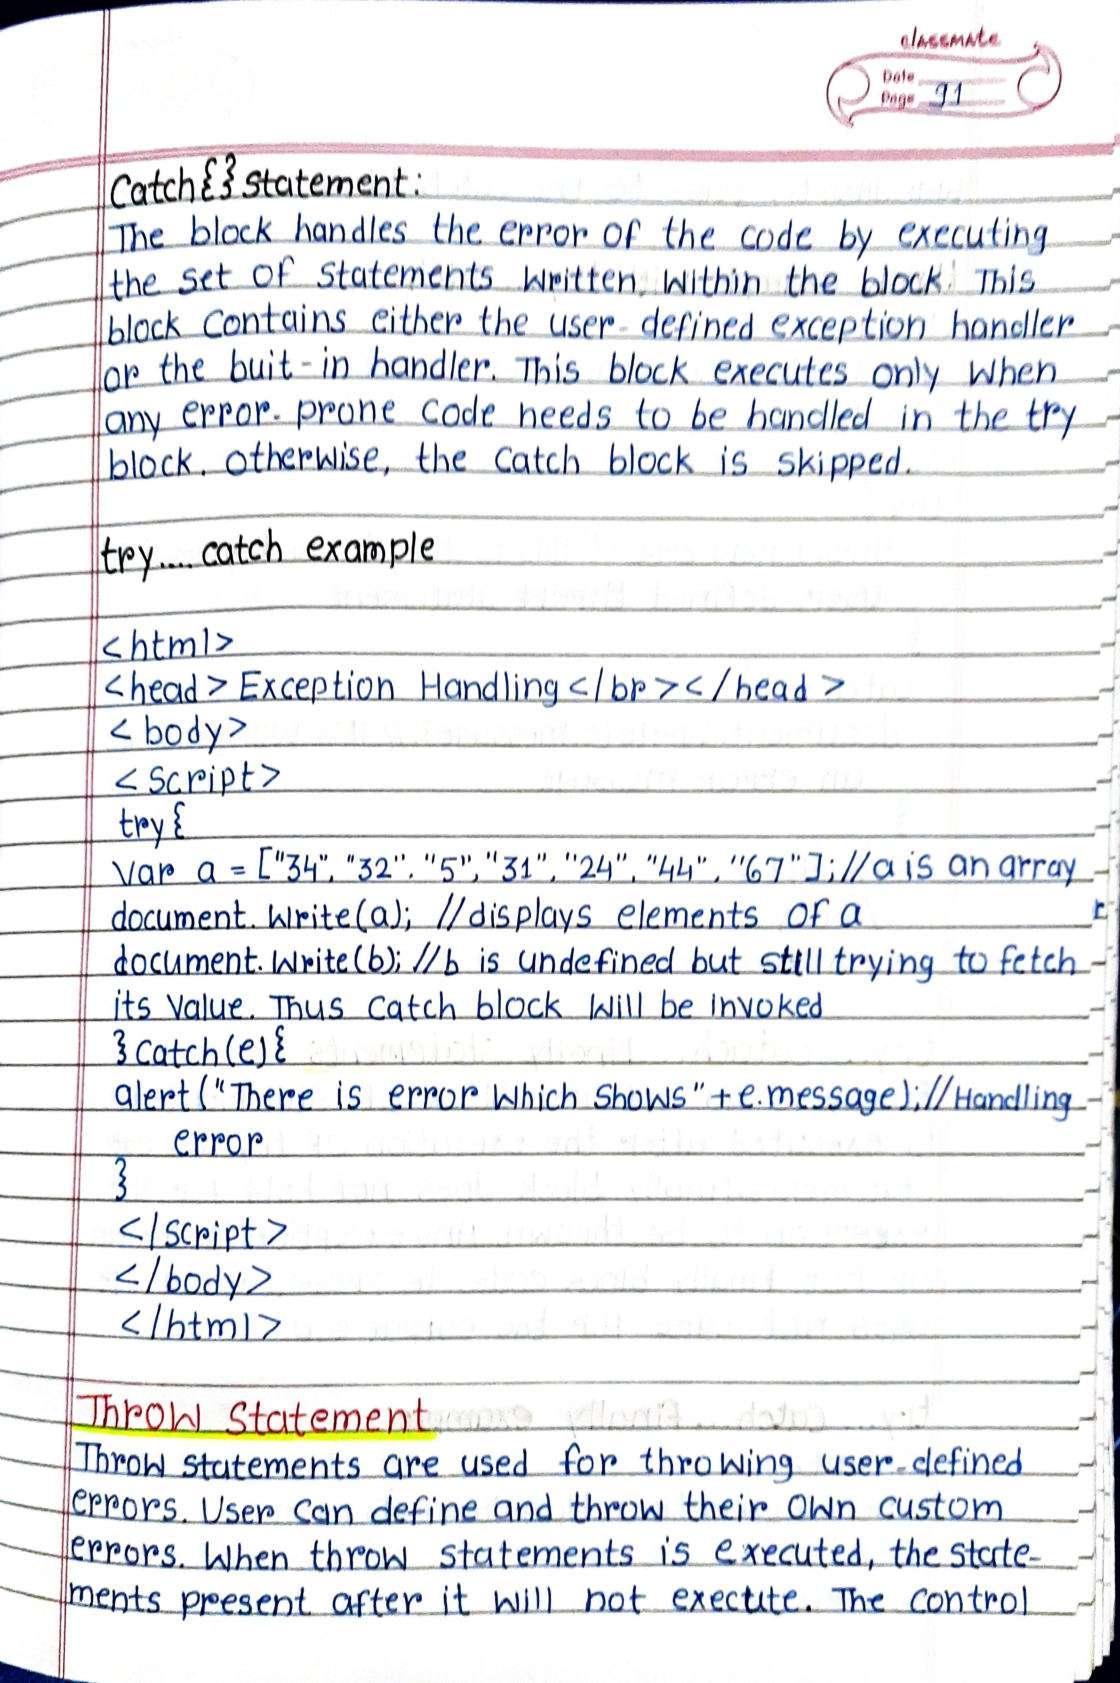 classmate
Date
Page 91
Catch{} statement:
The block handles the error of the code by executing
the set of statements written within the block. This
block contains either the user-defined exception handler
or the buit-in handler. This block executes only when
any error-prone code needs to be handled in the try
block. otherwise, the catch block is skipped.
try.... catch example
<html>
<head> Exception Handling </br></head>
<body>
<script>
try{
var a = ["34", "32", "5", "31", "24", "44", "67"]; //a is an array
document.write(a); //displays elements of a
document.write(b); //b is undefined but still trying to fetch
its value. Thus catch block will be invoked
}catch(e){
alert("There is error which shows"+e.message); //Handling
error
}
</script>
</body>
</html>
Throw Statement
Throw statements are used for throwing user-defined
errors. User can define and throw their own custom
errors. When throw statements is executed, the state-
ments present after it will not execute. The control